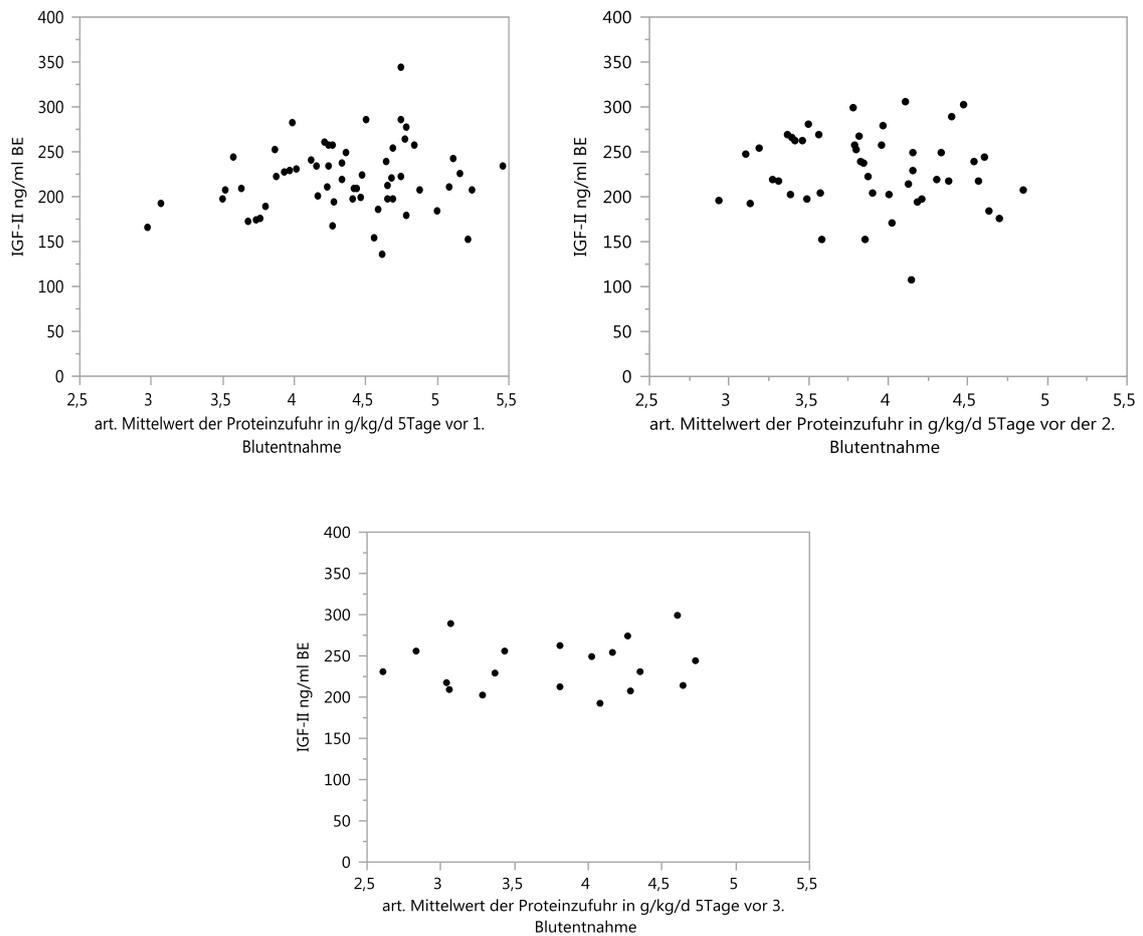 IGF-II ng/ml BE
400
350
300
250
200
150
100
50
0
2,5 3 3,5 4 4,5 5 5,5
art. Mittelwert der Proteinzufuhr in g/kg/d 5Tage vor 1.
Blutentnahme
IGF-II ng/ml BE
400
350
300
250
200
150
100
50
0
2,5 3 3,5 4 4,5 5 5,5
art. Mittelwert der Proteinzufuhr in g/kg/d 5Tage vor der 2.
Blutentnahme
IGF-II ng/ml BE
400
350
300
250
200
150
100
50
0
2,5 3 3,5 4 4,5 5 5,5
art. Mittelwert der Proteinzufuhr in g/kg/d 5Tage vor 3.
Blutentnahme